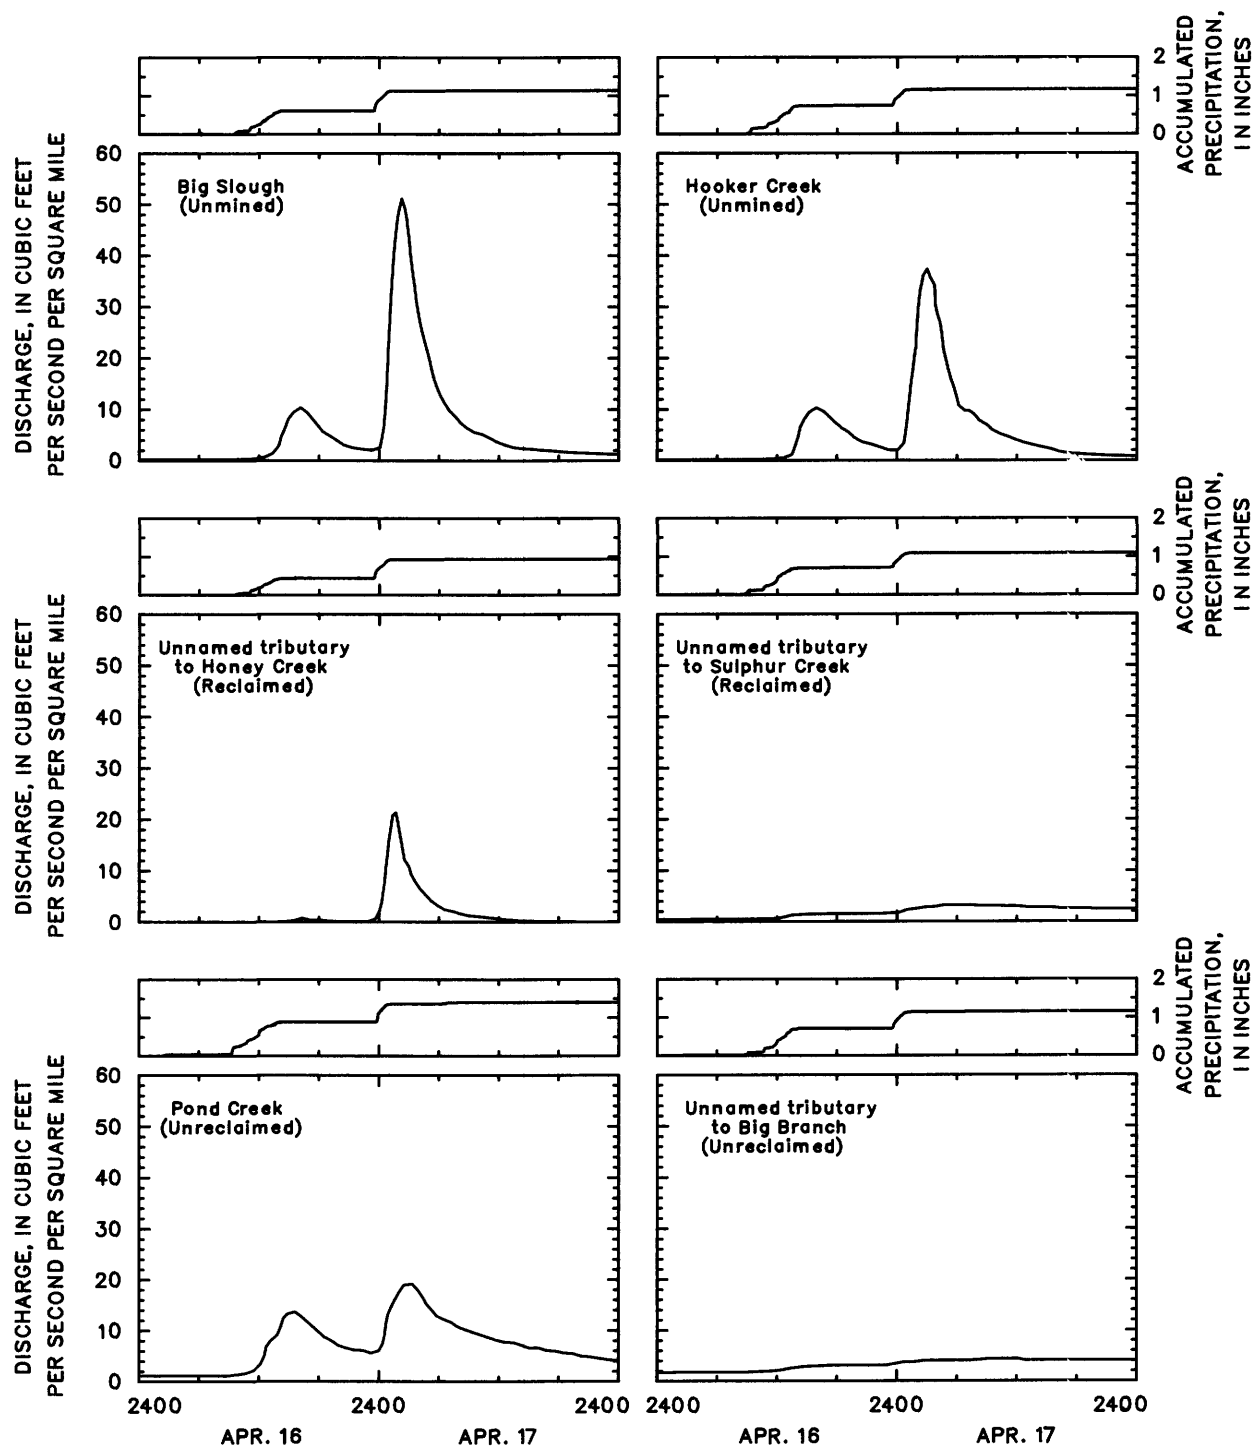 ACCUMULATED
PRECIPITATION,
IN INCHES
2
1
0
2
1
0
DISCHARGE, IN CUBIC FEET
PER SECOND PER SQUARE MILE
60
50
40
30
20
10
0
Big Slough
(Unmined)
Hooker Creek
(Unmined)
ACCUMULATED
PRECIPITATION,
IN INCHES
DISCHARGE, IN CUBIC FEET
PER SECOND PER SQUARE MILE
60
50
40
30
20
10
0
Unnamed tributary
to Honey Creek
(Reclaimed)
Unnamed tributary
to Sulphur Creek
(Reclaimed)
ACCUMULATED
PRECIPITATION,
IN INCHES
2
1
0
DISCHARGE, IN CUBIC FEET
PER SECOND PER SQUARE MILE
60
50
40
30
20
10
0
Pond Creek
(Unreclaimed)
Unnamed tributary
to Big Branch
(Unreclaimed)
2400 2400 2400 2400 2400 2400
APR. 16 APR. 17 APR. 16 APR. 17